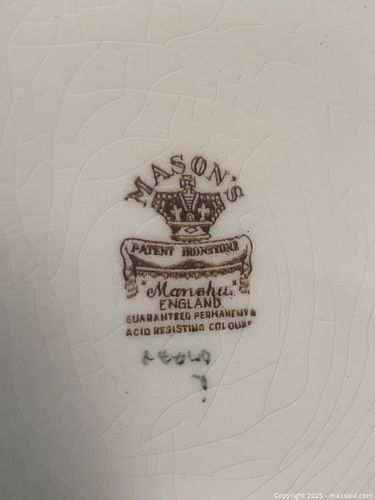 MASON'S
PATENT IRONSTONE
"Manchu"
ENGLAND
GUARANTEED PERMANENT &
ACID RESISTING COLOURS
Copyright © 2025 - maxsold.com